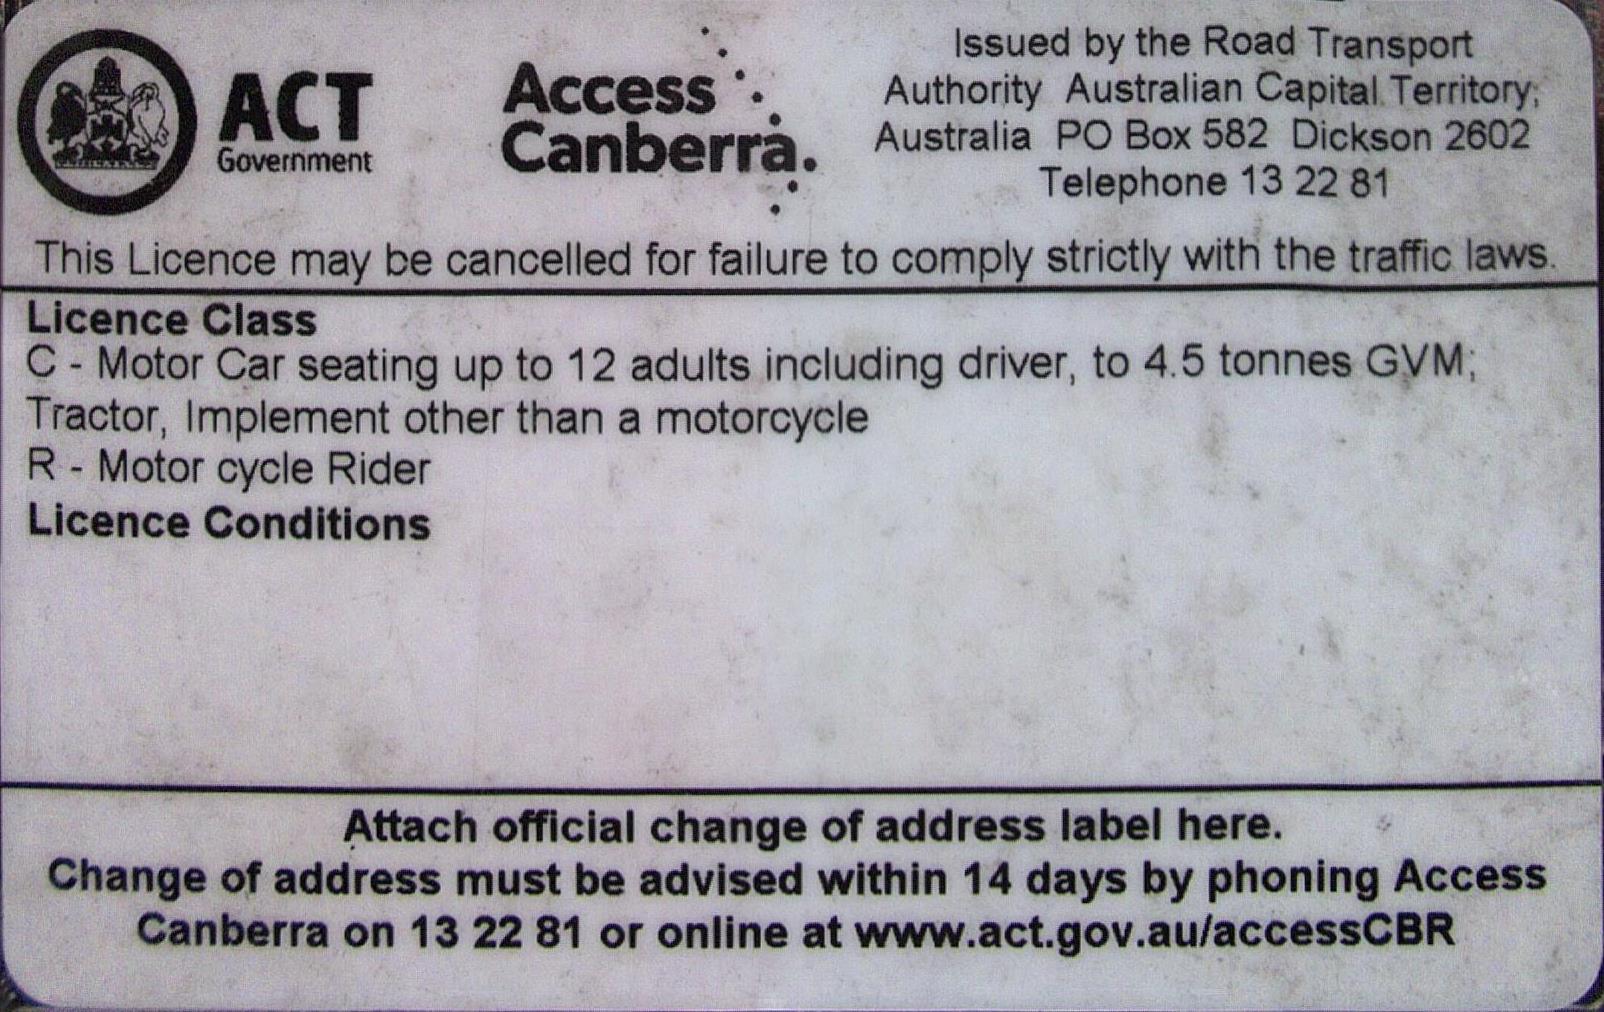 ACT
Government
Access
Canberra.
Issued by the Road Transport
Authority Australian Capital Territory,
Australia PO Box 582 Dickson 2602
Telephone 13 22 81
This Licence may be cancelled for failure to comply strictly with the traffic laws.
Licence Class
C - Motor Car seating up to 12 adults including driver, to 4.5 tonnes GVM;
Tractor, Implement other than a motorcycle
R - Motor cycle Rider
Licence Conditions
Attach official change of address label here.
Change of address must be advised within 14 days by phoning Access
Canberra on 13 22 81 or online at www.act.gov.au/accessCBR